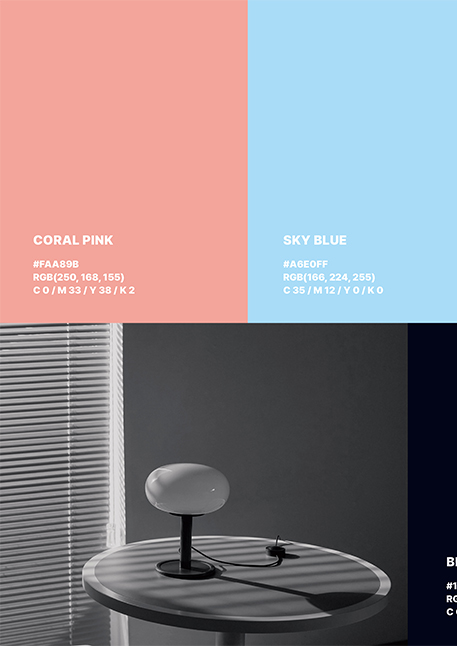 CORAL PINK
#FAA89B
RGB(250, 168, 155)
C 0 / M 33 / Y 38 / K 2
SKY BLUE
#A6E0FF
RGB(166, 224, 255)
C 35 / M 12 / Y 0 / K 0